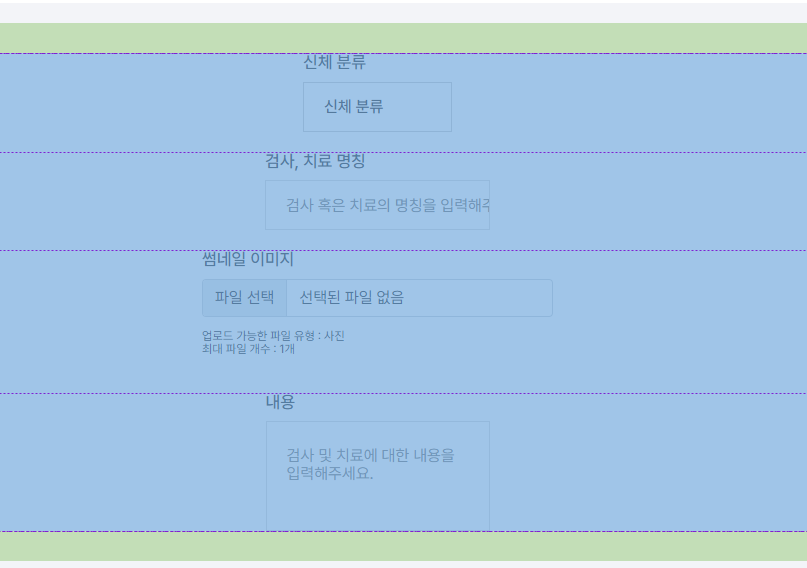 신체 분류
신체 분류
검사, 치료 명칭
검사 혹은 치료의 명칭을 입력해주
썸네일 이미지
파일 선택 선택된 파일 없음
업로드 가능한 파일 유형 : 사진
최대 파일 개수 : 1개
내용
검사 및 치료에 대한 내용을
입력해주세요.